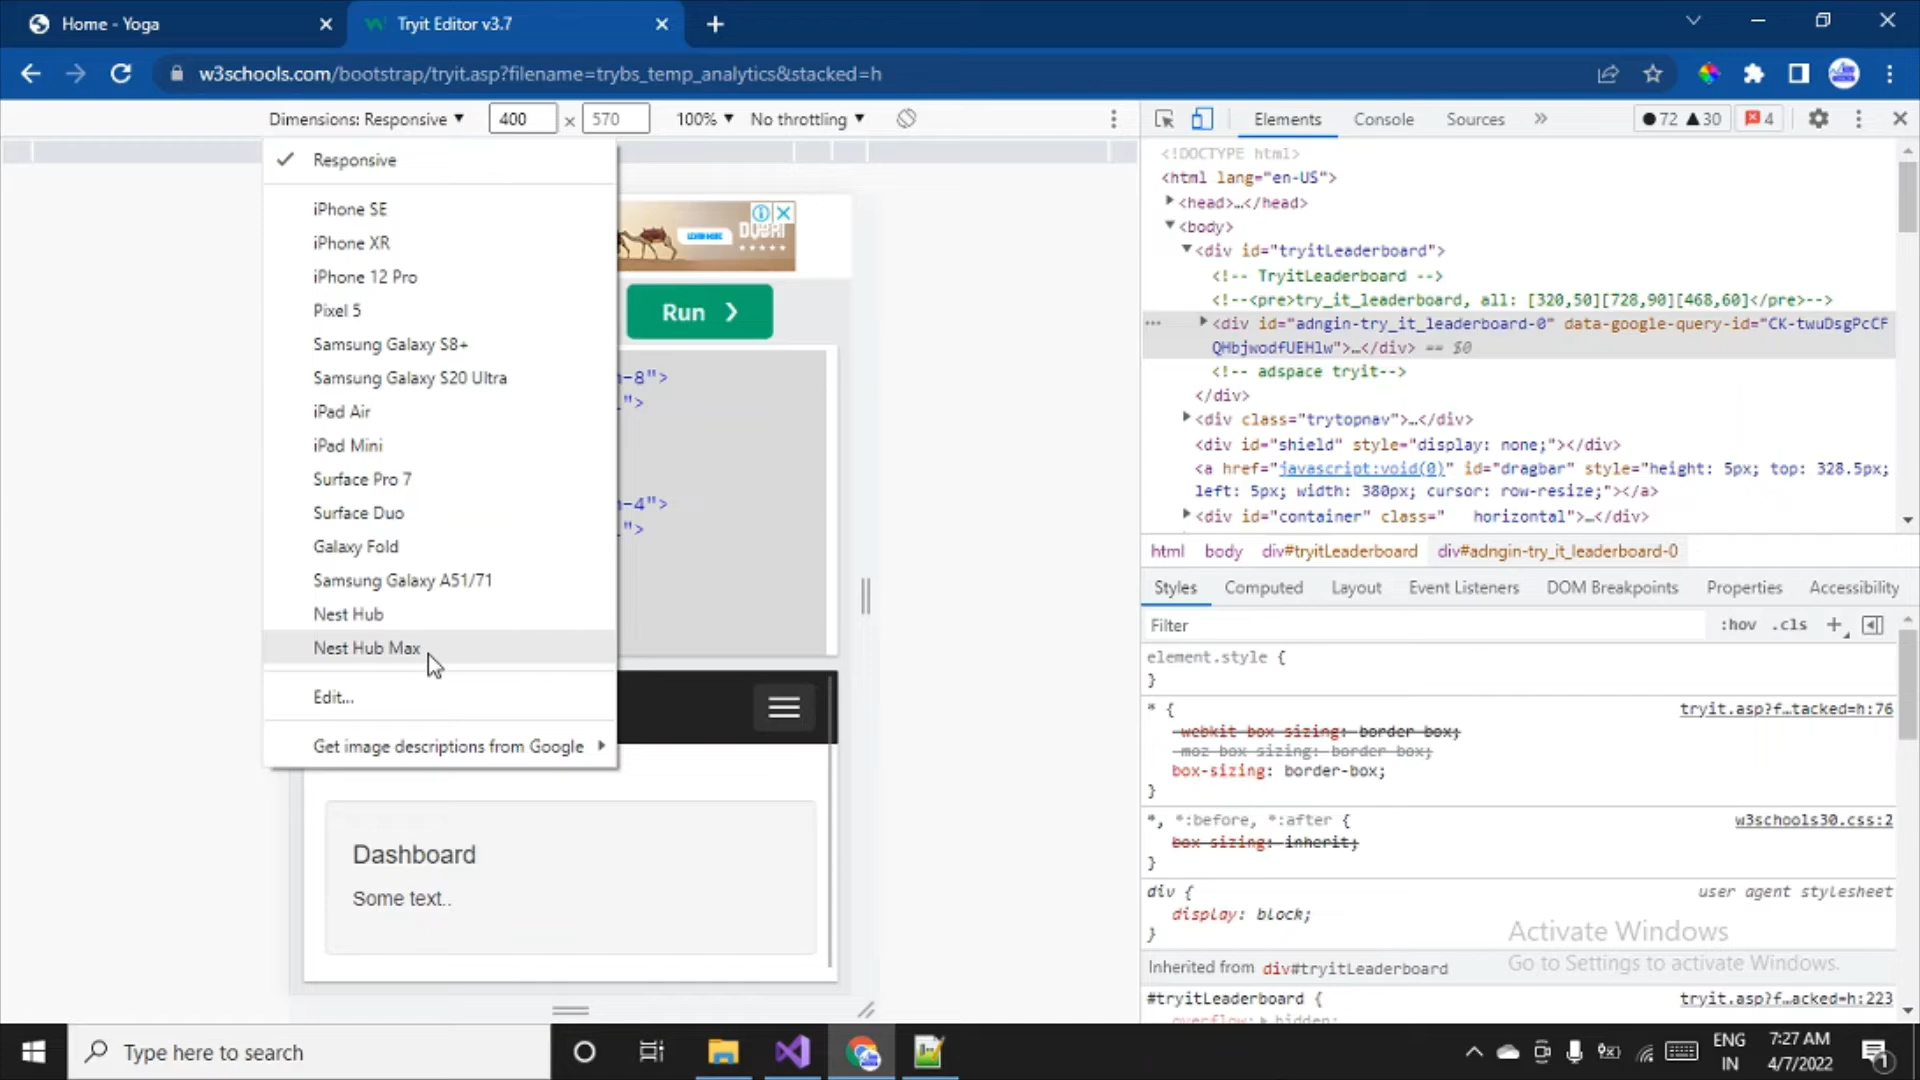 Home - Yoga
Tryit Editor v3.7
w3schools.com/bootstrap/tryit.asp?filename=trybs_temp_analytics&stacked=h
Dimensions: Responsive ▼ 400 × 570 100% ▼ No throttling ▼
Responsive
iPhone SE
iPhone XR
iPhone 12 Pro
Pixel 5
Samsung Galaxy S8+
Samsung Galaxy S20 Ultra
iPad Air
iPad Mini
Surface Pro 7
Surface Duo
Galaxy Fold
Samsung Galaxy A51/71
Nest Hub
Nest Hub Max
Edit...
Get image descriptions from Google
LEARN MORE
DUBAI
Run ❯
-8">
">
-4">
">
Dashboard
Some text..
Elements Console Sources » 72 30 4
<!DOCTYPE html>
<html lang="en-US">
<head>…</head>
<body>
<div id="tryitLeaderboard">
<!-- TryitLeaderboard -->
<!--<pre>try_it_leaderboard, all: [320,50][728,90][468,60]</pre>-->
<div id="adngin-try_it_leaderboard-0" data-google-query-id="CK-twuDsgPcCF
QHbjwodfUEHlw">…</div> == $0
<!-- adspace tryit-->
</div>
<div class="trytopnav">…</div>
<div id="shield" style="display: none;"></div>
<a href="javascript:void(0)" id="dragbar" style="height: 5px; top: 328.5px;
left: 5px; width: 380px; cursor: row-resize;"></a>
<div id="container" class="   horizontal">…</div>
html body div#tryitLeaderboard div#adngin-try_it_leaderboard-0
Styles Computed Layout Event Listeners DOM Breakpoints Properties Accessibility
Filter :hov .cls +
element.style {
}
* { tryit.asp?f…tacked=h:76
-webkit-box-sizing: border-box;
-moz-box-sizing: border-box;
box-sizing: border-box;
}
*, *:before, *:after { w3schools30.css:2
box-sizing: inherit;
}
div { user agent stylesheet
display: block;
}
Activate Windows
Go to Settings to activate Windows.
Inherited from div#tryitLeaderboard
#tryitLeaderboard { tryit.asp?f…acked=h:223
overflow: hidden;
Type here to search
ENG
IN
7:27 AM
4/7/2022
1